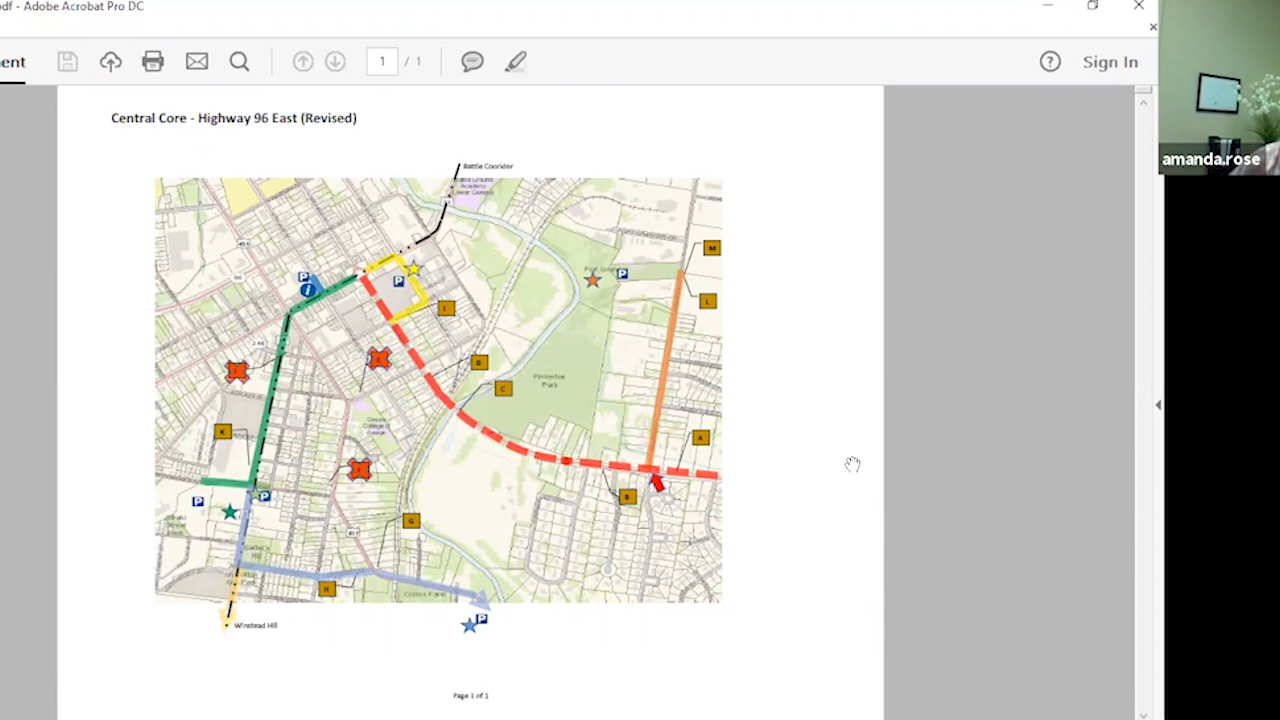 df - Adobe Acrobat Pro DC
ent
1 / 1
Sign In
amanda.rose
Central Core - Highway 96 East (Revised)
Battle Cooridor
M
L
P
P
P
i
I
D
C
Pinkerton
Park
A
K
B
P
P
G
H
P
Winstead Hill
Page 1 of 1